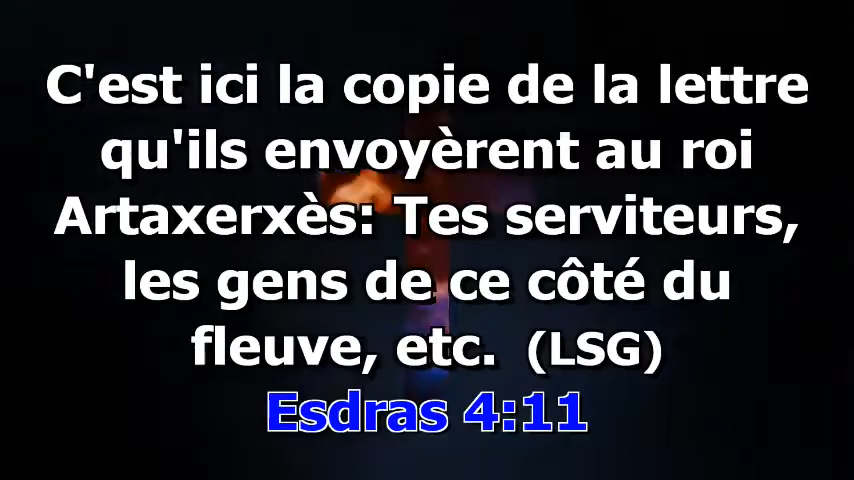 C'est ici la copie de la lettre
qu'ils envoyèrent au roi
Artaxerxès: Tes serviteurs,
les gens de ce côté du
fleuve, etc. (LSG)
Esdras 4:11